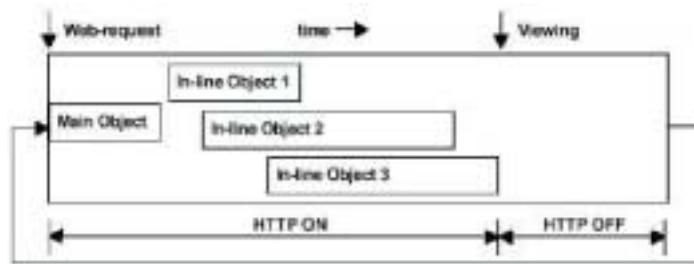 Web-request time Viewing
In-line Object 1
Main Object
In-line Object 2
In-line Object 3
HTTP ON HTTP OFF